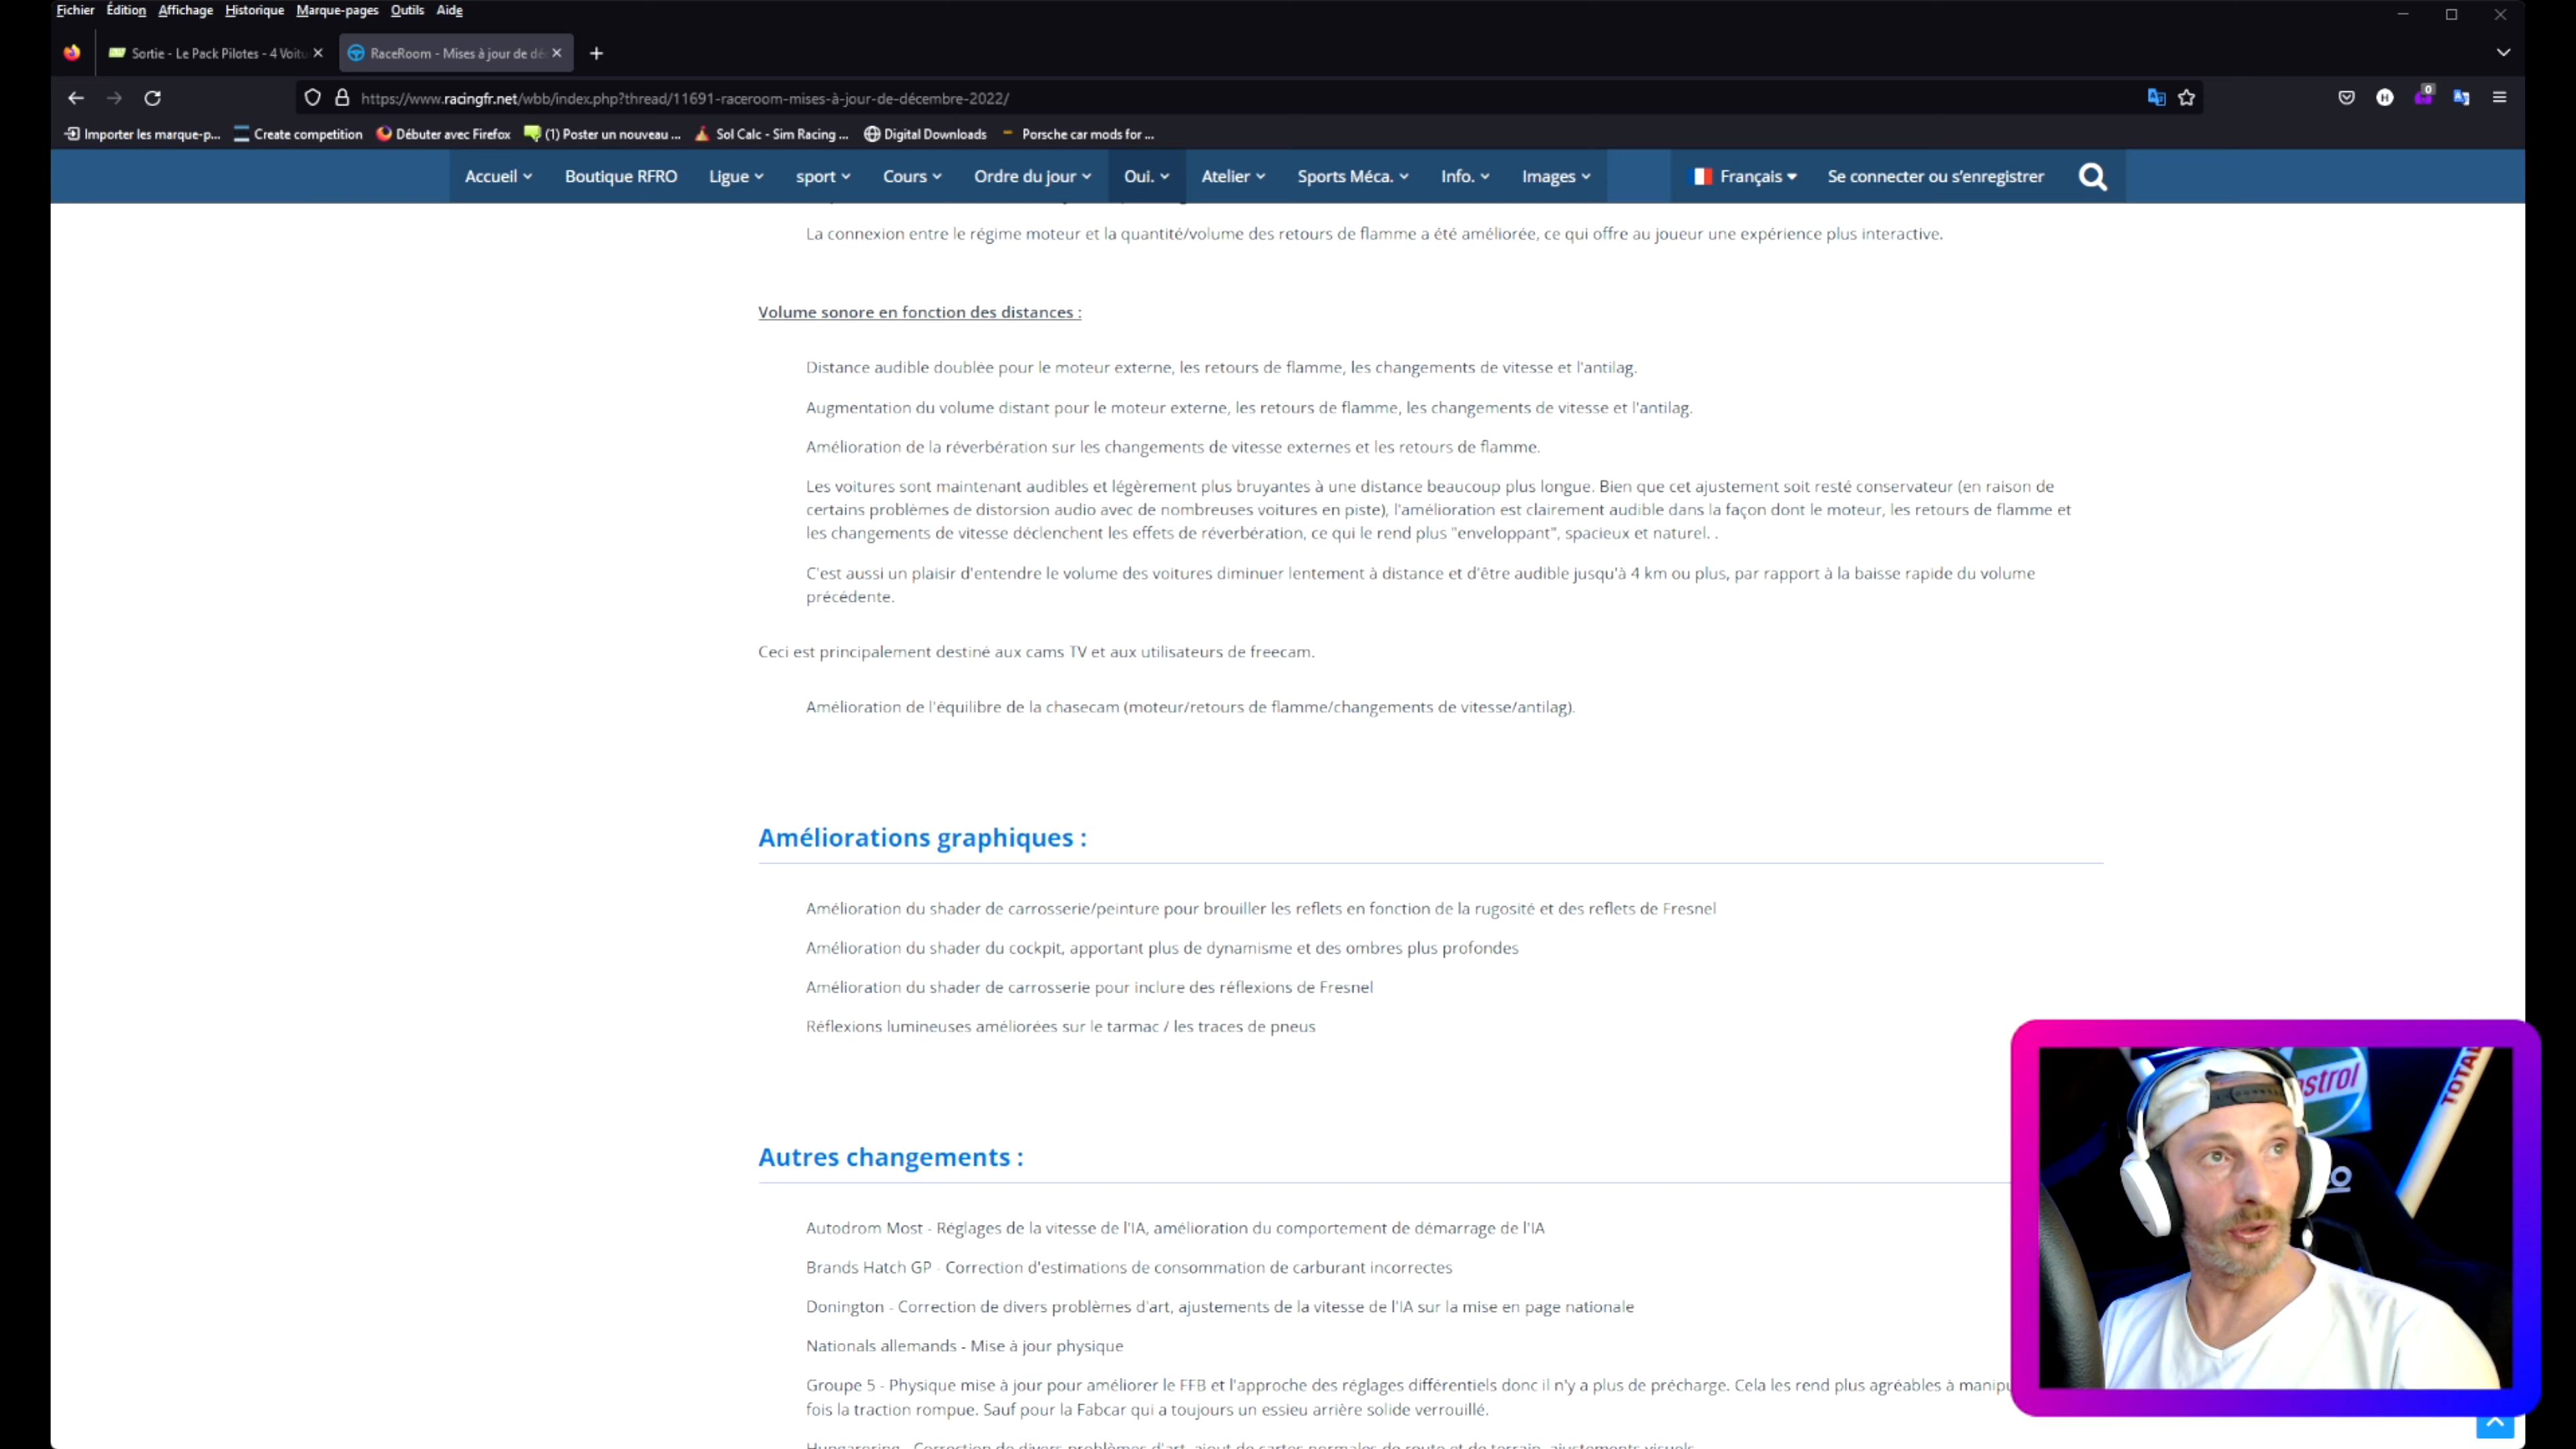 Fichier Édition Affichage Historique Marque-pages Outils Aide
Sortie - Le Pack Pilotes - 4 Voitu
RaceRoom - Mises à jour de dé
https://www.racingfr.net/wbb/index.php?thread/11691-raceroom-mises-à-jour-de-décembre-2022/
0
Importer les marque-p... Create competition Débuter avec Firefox (1) Poster un nouveau ... Sol Calc - Sim Racing ... Digital Downloads Porsche car mods for ...
Accueil Boutique RFRO Ligue sport Cours Ordre du jour Oui. Atelier Sports Méca. Info. Images Français Se connecter ou s'enregistrer
La connexion entre le régime moteur et la quantité/volume des retours de flamme a été améliorée, ce qui offre au joueur une expérience plus interactive.
Volume sonore en fonction des distances :
Distance audible doublée pour le moteur externe, les retours de flamme, les changements de vitesse et l'antilag.
Augmentation du volume distant pour le moteur externe, les retours de flamme, les changements de vitesse et l'antilag.
Amélioration de la réverbération sur les changements de vitesse externes et les retours de flamme.
Les voitures sont maintenant audibles et légèrement plus bruyantes à une distance beaucoup plus longue. Bien que cet ajustement soit resté conservateur (en raison de
certains problèmes de distorsion audio avec de nombreuses voitures en piste), l'amélioration est clairement audible dans la façon dont le moteur, les retours de flamme et
les changements de vitesse déclenchent les effets de réverbération, ce qui le rend plus "enveloppant", spacieux et naturel. .
C'est aussi un plaisir d'entendre le volume des voitures diminuer lentement à distance et d'être audible jusqu'à 4 km ou plus, par rapport à la baisse rapide du volume
précédente.
Ceci est principalement destiné aux cams TV et aux utilisateurs de freecam.
Amélioration de l'équilibre de la chasecam (moteur/retours de flamme/changements de vitesse/antilag).
Améliorations graphiques :
Amélioration du shader de carrosserie/peinture pour brouiller les reflets en fonction de la rugosité et des reflets de Fresnel
Amélioration du shader du cockpit, apportant plus de dynamisme et des ombres plus profondes
Amélioration du shader de carrosserie pour inclure des réflexions de Fresnel
Réflexions lumineuses améliorées sur le tarmac / les traces de pneus
Autres changements :
Autodrom Most - Réglages de la vitesse de l'IA, amélioration du comportement de démarrage de l'IA
Brands Hatch GP - Correction d'estimations de consommation de carburant incorrectes
Donington - Correction de divers problèmes d'art, ajustements de la vitesse de l'IA sur la mise en page nationale
Nationals allemands - Mise à jour physique
Groupe 5 - Physique mise à jour pour améliorer le FFB et l'approche des réglages différentiels donc il n'y a plus de précharge. Cela les rend plus agréables à manipu
fois la traction rompue. Sauf pour la Fabcar qui a toujours un essieu arrière solide verrouillé.
Hungaroring - Correction de divers problèmes d'art, ajout de cartes normales de route et de terrain, ajustements visuels
strol
TOTAL